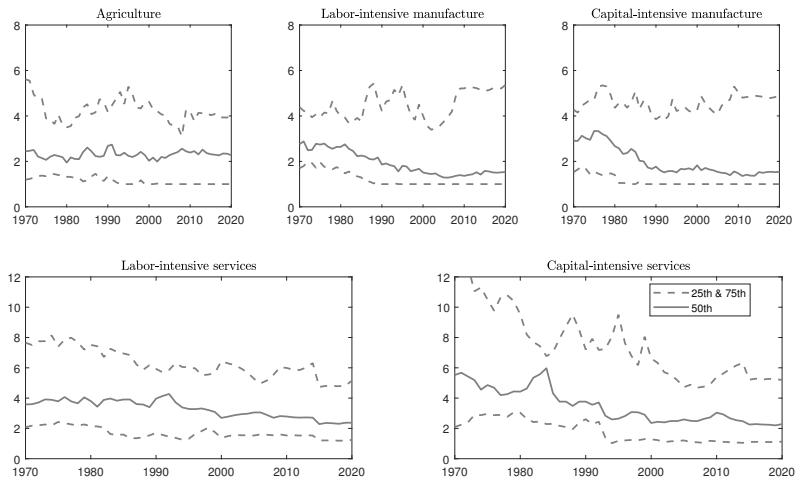 Agriculture
8
6
4
2
0
1970 1980 1990 2000 2010 2020
Labor-intensive manufacture
8
6
4
2
0
1970 1980 1990 2000 2010 2020
Capital-intensive manufacture
8
6
4
2
0
1970 1980 1990 2000 2010 2020
Labor-intensive services
12
10
8
6
4
2
0
1970 1980 1990 2000 2010 2020
Capital-intensive services
12
10
8
6
4
2
0
1970 1980 1990 2000 2010 2020
25th & 75th
50th